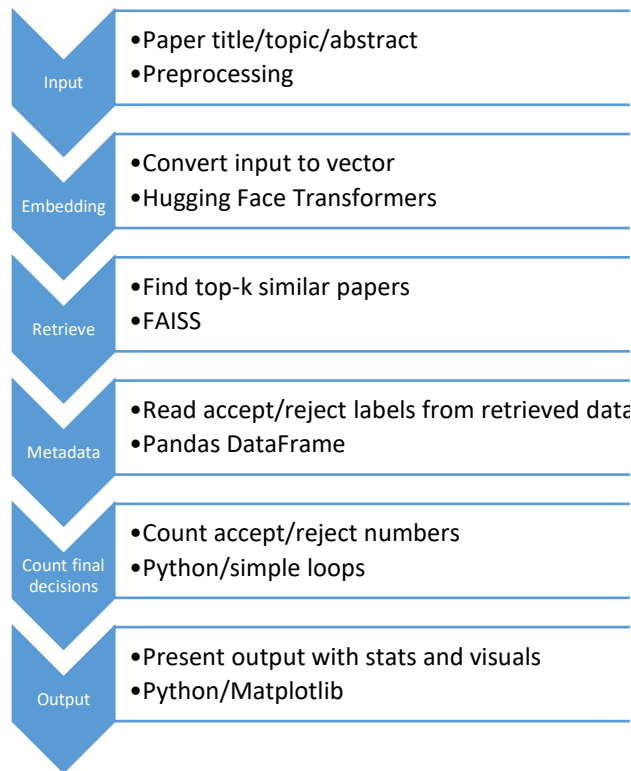 Input
•Paper title/topic/abstract
•Preprocessing
Embedding
•Convert input to vector
•Hugging Face Transformers
Retrieve
•Find top-k similar papers
•FAISS
Metadata
•Read accept/reject labels from retrieved data
•Pandas DataFrame
Count final
decisions
•Count accept/reject numbers
•Python/simple loops
Output
•Present output with stats and visuals
•Python/Matplotlib